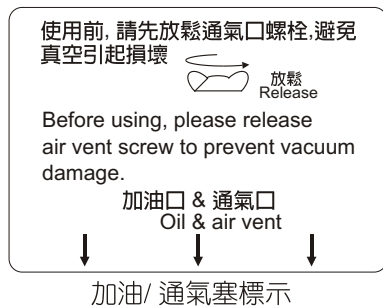 使用前, 請先放鬆通氣口螺栓,避免
真空引起損壞
放鬆
Release
Before using, please release
air vent screw to prevent vacuum
damage.
加油口 & 通氣口
Oil & air vent
加油/ 通氣塞標示